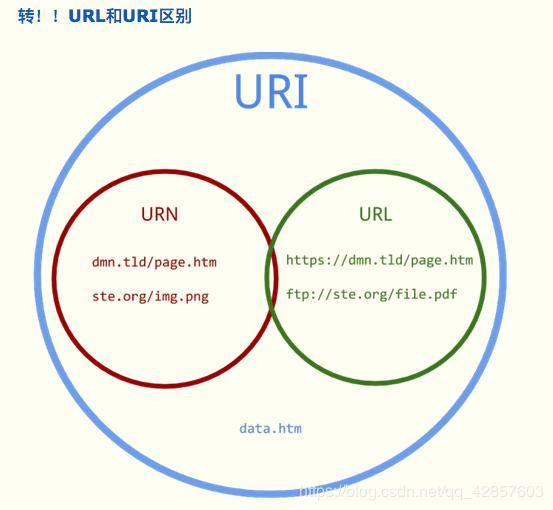 转！！URL和URI区别
URI
URN
URL
dmn.tld/page.htm
https://dmn.tld/page.htm
ste.org/img.png
ftp://ste.org/file.pdf
data.htm
https://blog.csdn.net/qq_42857603